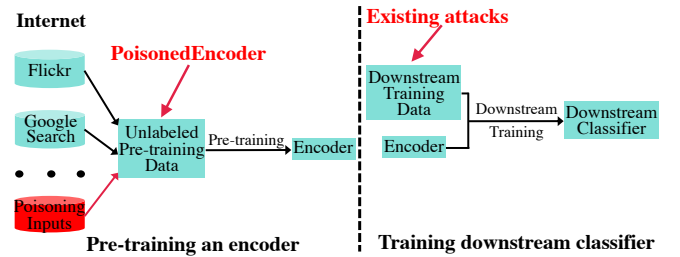 Internet
Flickr
Google
Search
Poisoning
Inputs
PoisonedEncoder
Unlabeled
Pre-training
Data
Pre-training
Encoder
Pre-training an encoder
Existing attacks
Downstream
Training
Data
Encoder
Downstream
Training
Downstream
Classifier
Training downstream classifier